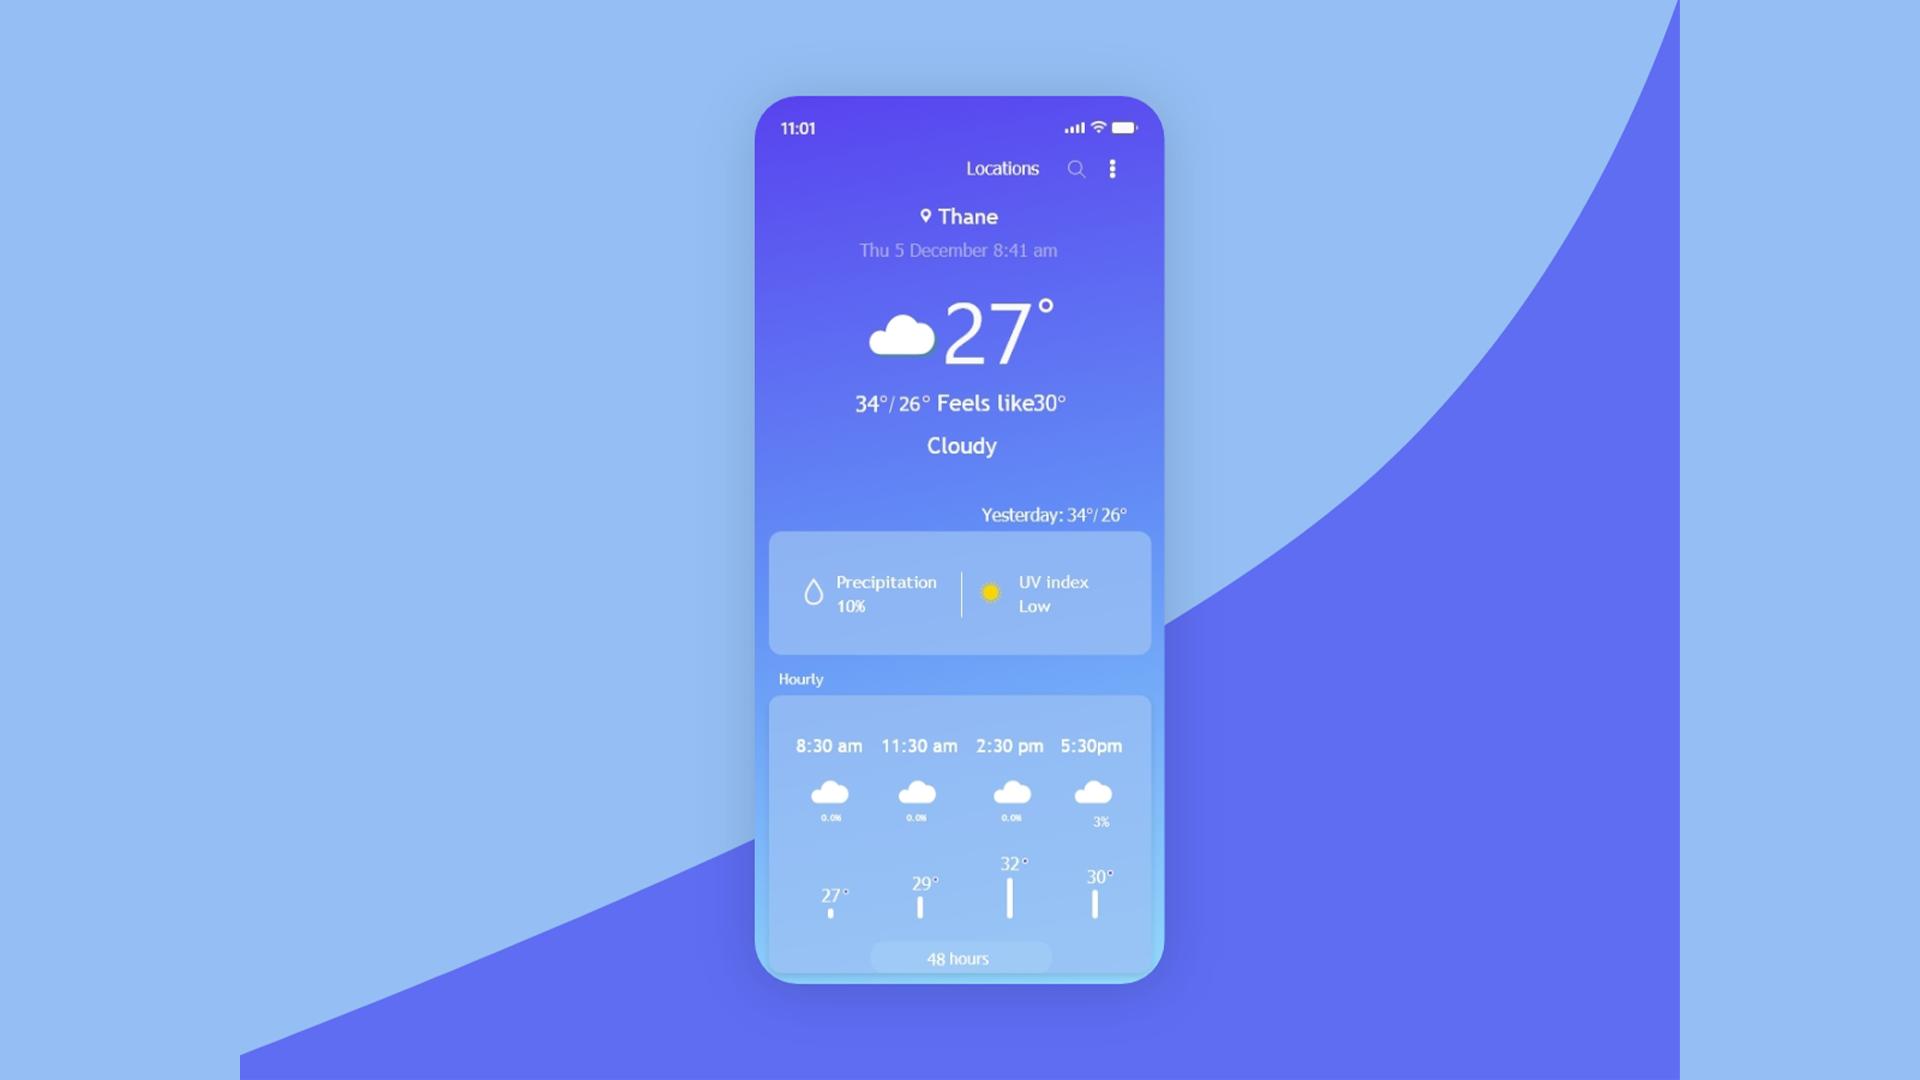 11:01
Locations
Thane
Thu 5 December 8:41 am
27°
34°/ 26° Feels like30°
Cloudy
Yesterday: 34°/ 26°
Precipitation
10%
UV index
Low
Hourly
8:30 am 11:30 am 2:30 pm 5:30pm
0.0% 0.0% 0.0% 3%
27° 29° 32° 30°
48 hours